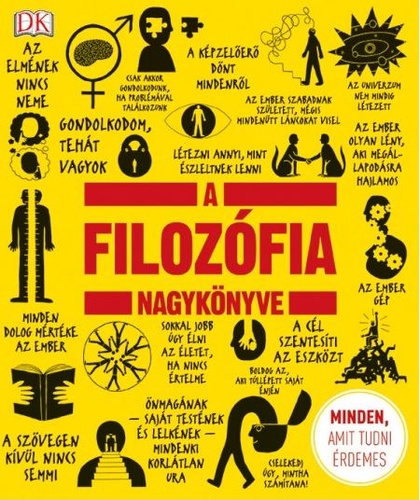 DK
AZ
ELMÉNEK
NINCS
NEME
CSAK AKKOR
GONDOLKODUNK,
HA PROBLÉMÁVAL
TALÁLKOZUNK
A KÉPZELŐERŐ
DÖNT
MINDENRŐL
AZ UNIVERZUM
NEM MINDIG
LÉTEZETT
GONDOLKODOM,
TEHÁT
VAGYOK
AZ EMBER SZABADNAK
SZÜLETETT, MÉGIS
MINDENÜTT LÁNCOKAT VISEL
LÉTEZNI ANNYI, MINT
ÉSZLELTNEK LENNI
AZ EMBER
OLYAN LÉNY,
AKI MEGÁL-
LAPODÁSRA
HAJLAMOS
A
FILOZÓFIA
NAGYKÖNYVE
AZ EMBER
GÉP
MINDEN
DOLOG MÉRTÉKE
AZ EMBER
SOKKAL JOBB
ÚGY ÉLNI
AZ ÉLETET,
HA NINCS
ÉRTELME
A CÉL
SZENTESÍTI
AZ ESZKÖZT
BOLDOG AZ,
AKI TÚLLÉPETT SAJÁT
ÉNJÉN
A SZÖVEGEN
KÍVÜL NINCS
SEMMI
ÖNMAGÁNAK
– SAJÁT TESTÉNEK
ÉS LELKÉNEK –
MINDENKI
KORLÁTLAN
URA
CSELEKEDJ
ÚGY, MINTHA
SZÁMÍTANA!
MINDEN,
AMIT TUDNI
ÉRDEMES